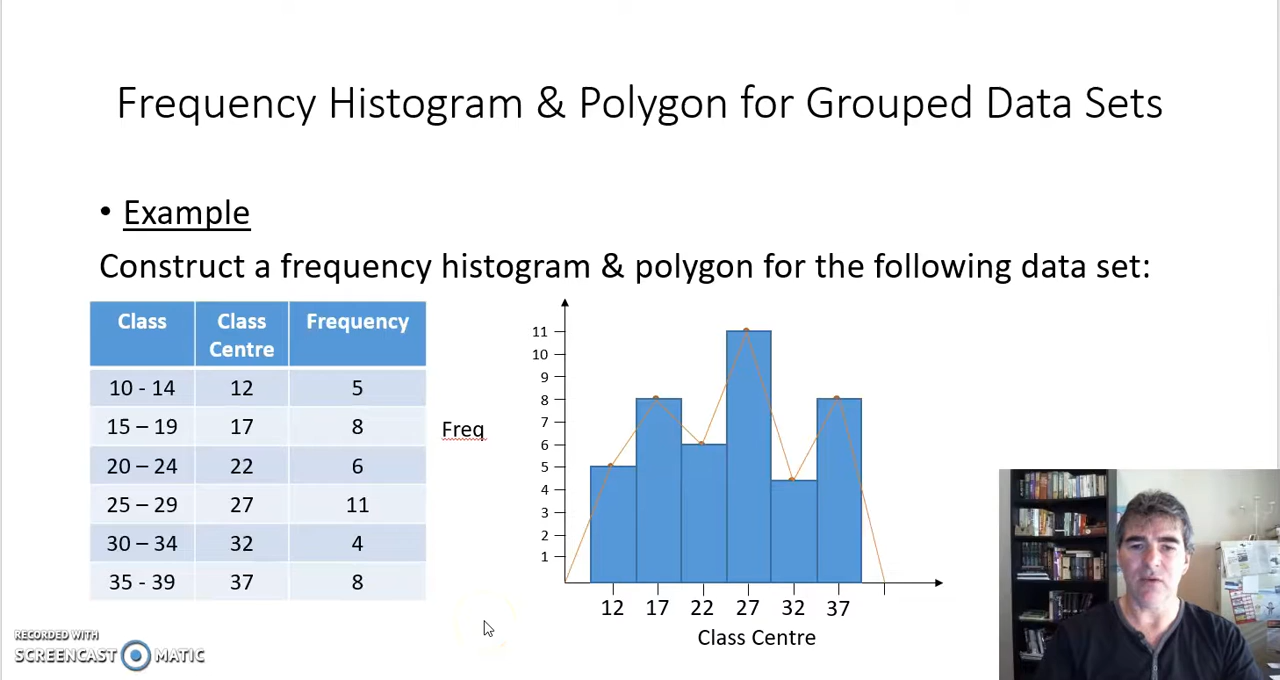 Frequency Histogram & Polygon for Grouped Data Sets
• Example
Construct a frequency histogram & polygon for the following data set:
Class Class Centre Frequency
10 - 14 12 5
15 – 19 17 8
20 – 24 22 6
25 – 29 27 11
30 – 34 32 4
35 - 39 37 8
Freq
11
10
9
8
7
6
5
4
3
2
1
12 17 22 27 32 37
Class Centre
RECORDED WITH
SCREENCAST MATIC